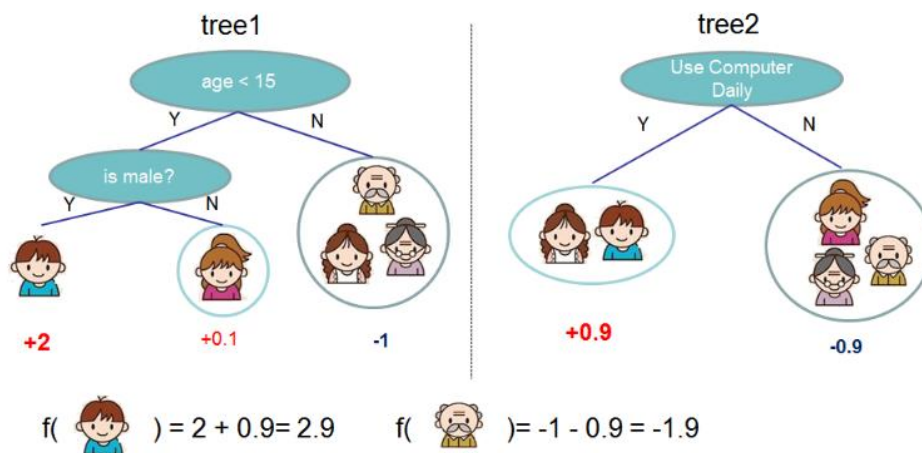 tree1
age < 15
Y
N
is male?
Y
N
+2
+0.1
-1
tree2
Use Computer
Daily
Y
N
+0.9
-0.9
f( ) = 2 + 0.9= 2.9
f( )= -1 - 0.9 = -1.9